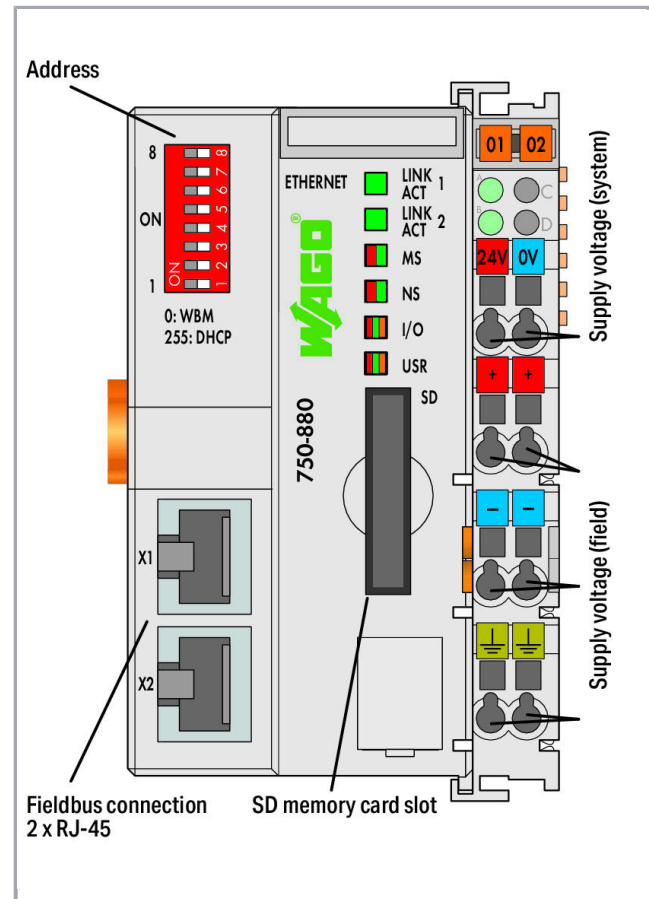 Address
8
ON
1
8
7
6
5
4
3
2
1
ON
0: WBM
255: DHCP
ETHERNET
LINK 1
ACT
LINK 2
ACT
MS
NS
I/O
USR
SD
WAGO®
750-880
X1
X2
01 02
A
C
B
D
24V 0V
+ +
- -
Supply voltage (system)
Supply voltage (field)
Fieldbus connection
2 x RJ-45
SD memory card slot